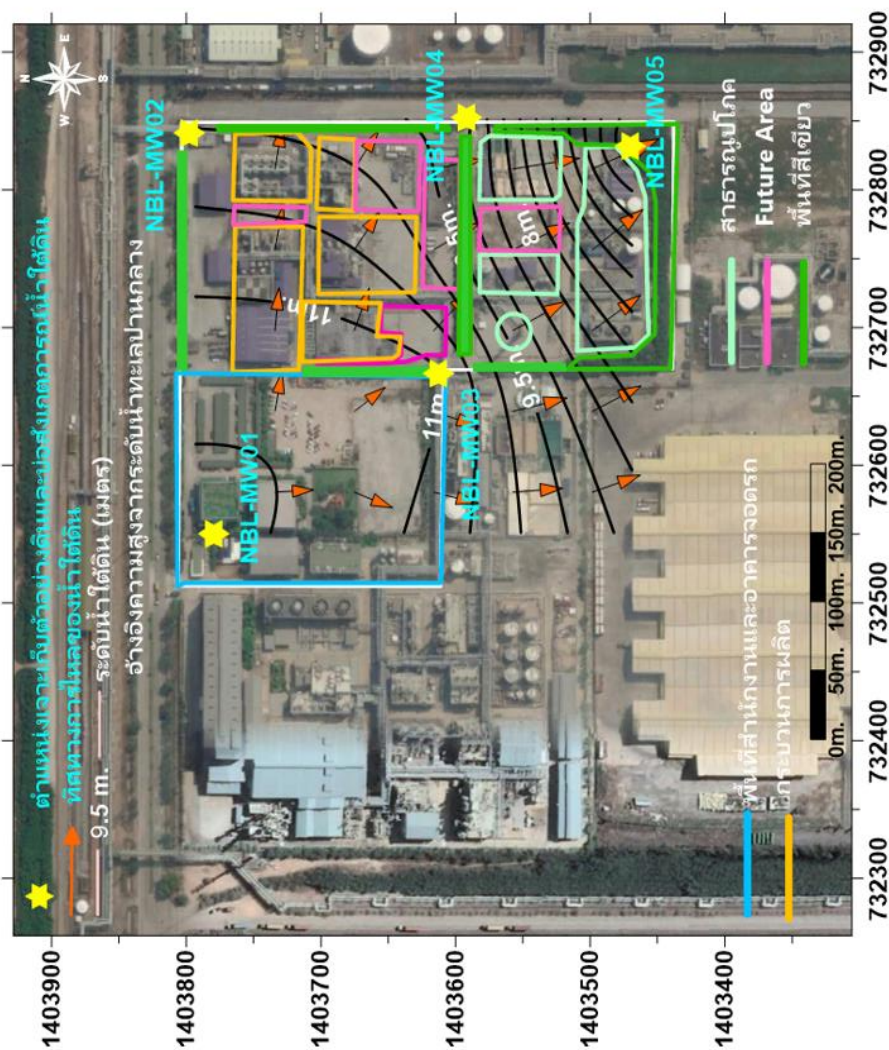 ตำแหน่งเจาะเก็บตัวอย่างดินและบ่อสังเกตการณ์น้ำใต้ดิน
ทิศทางการไหลของน้ำใต้ดิน
9.5 m. ระดับน้ำใต้ดิน (เมตร)
อ้างอิงความสูงจากระดับน้ำทะเลปานกลาง
N
E
S
W
1403900
1403800
1403700
1403600
1403500
1403400
732300
732400
732500
732600
732700
732800
732900
NBL-MW01
NBL-MW02
NBL-MW03
NBL-MW04
NBL-MW05
11m.
11m
9.5m
8m.
พื้นที่สำนักงานและอาคารจอดรถ
กระบวนการผลิต
0m. 50m. 100m. 150m. 200m.
สาธารณูปโภค
Future Area
พื้นที่สีเขียว